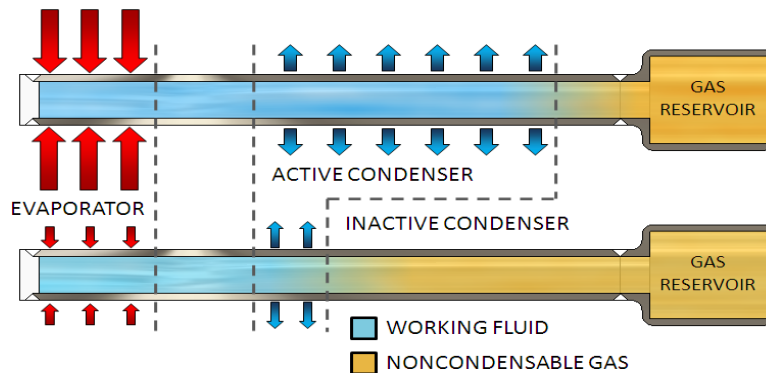 GAS
RESERVOIR
ACTIVE CONDENSER
EVAPORATOR
INACTIVE CONDENSER
GAS
RESERVOIR
WORKING FLUID
NONCONDENSABLE GAS